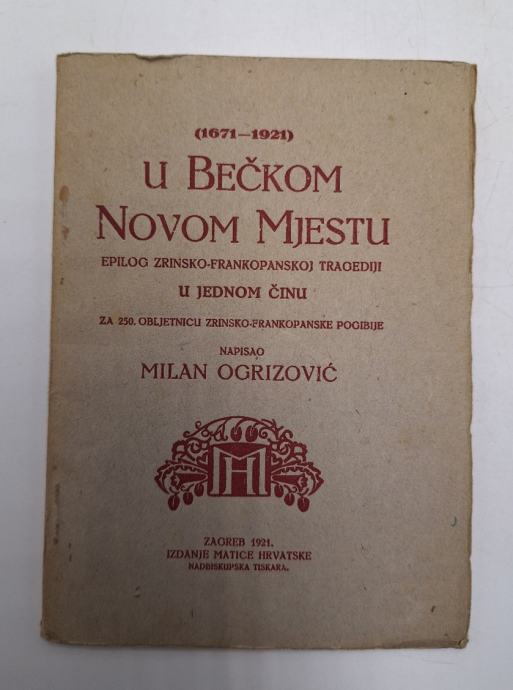 (1671—1921)
U BEČKOM
NOVOM MJESTU
EPILOG ZRINSKO-FRANKOPANSKOJ TRAGEDIJI
U JEDNOM ČINU
ZA 250. OBLJETNICU ZRINSKO-FRANKOPANSKE POGIBIJE
NAPISAO
MILAN OGRIZOVIĆ
MH
ZAGREB 1921.
IZDANJE MATICE HRVATSKE
NADBISKUPSKA TISKARA.